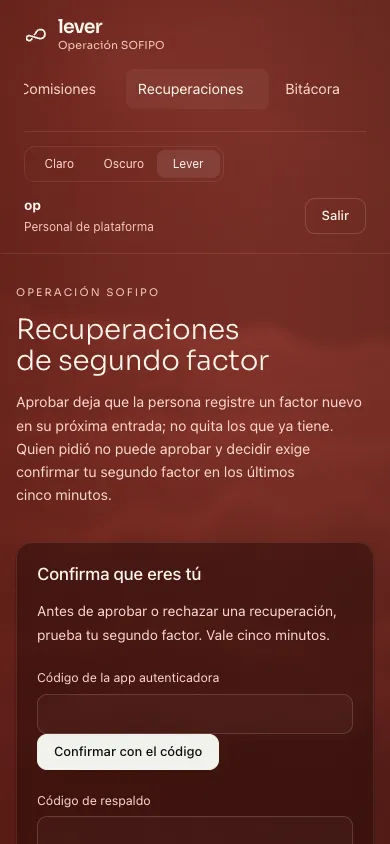 lever
Operación SOFIPO
Comisiones
Recuperaciones
Bitácora
Claro
Oscuro
Lever
op
Personal de plataforma
Salir
OPERACIÓN SOFIPO
Recuperaciones
de segundo factor
Aprobar deja que la persona registre un factor nuevo
en su próxima entrada; no quita los que ya tiene.
Quien pidió no puede aprobar y decidir exige
confirmar tu segundo factor en los últimos
cinco minutos.
Confirma que eres tú
Antes de aprobar o rechazar una recuperación,
prueba tu segundo factor. Vale cinco minutos.
Código de la app autenticadora
Confirmar con el código
Código de respaldo